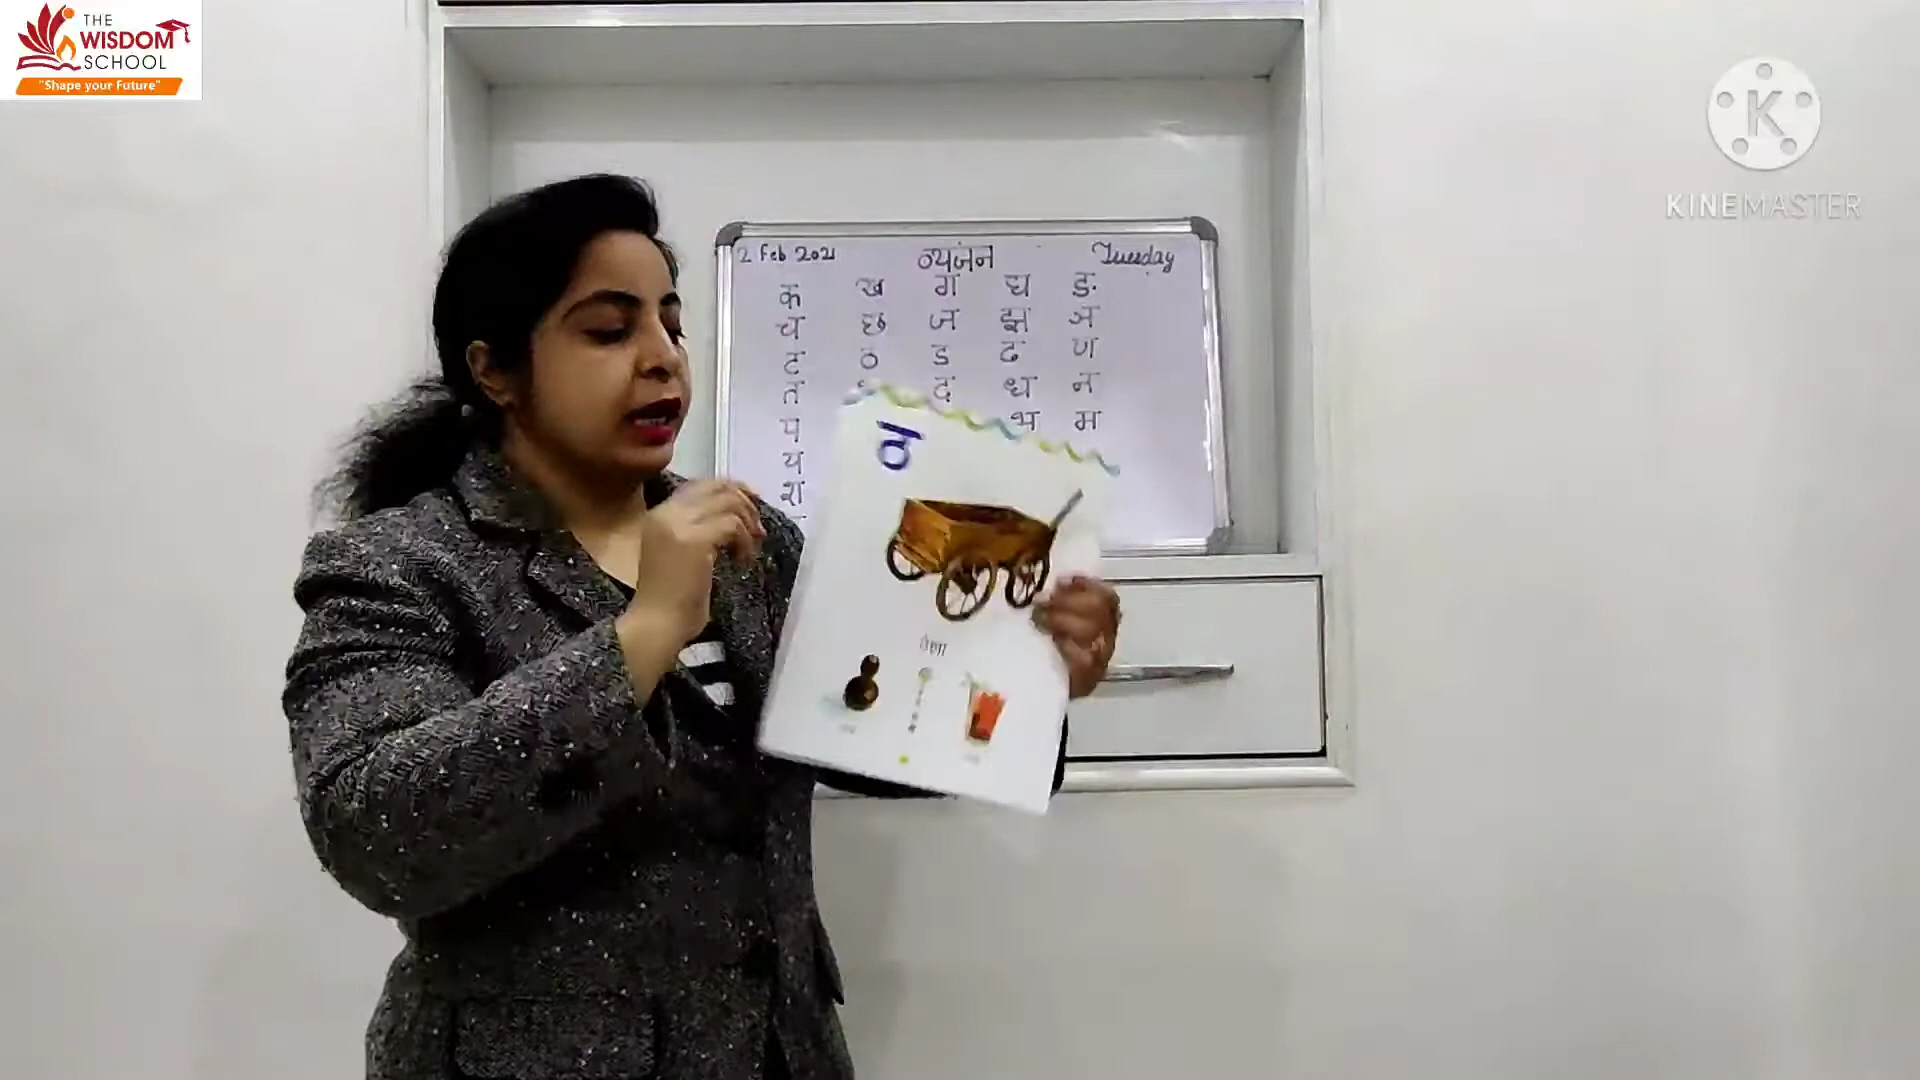 THE
WISDOM
SCHOOL
"Shape your Future"
KINEMASTER
2 Feb 2021 व्यंजन Tuesday
क ख ग घ ङ
च छ ज झ ञ
ट ठ ड ढ ण
त द ध न
प भ म
य
श
ठ
ठेला